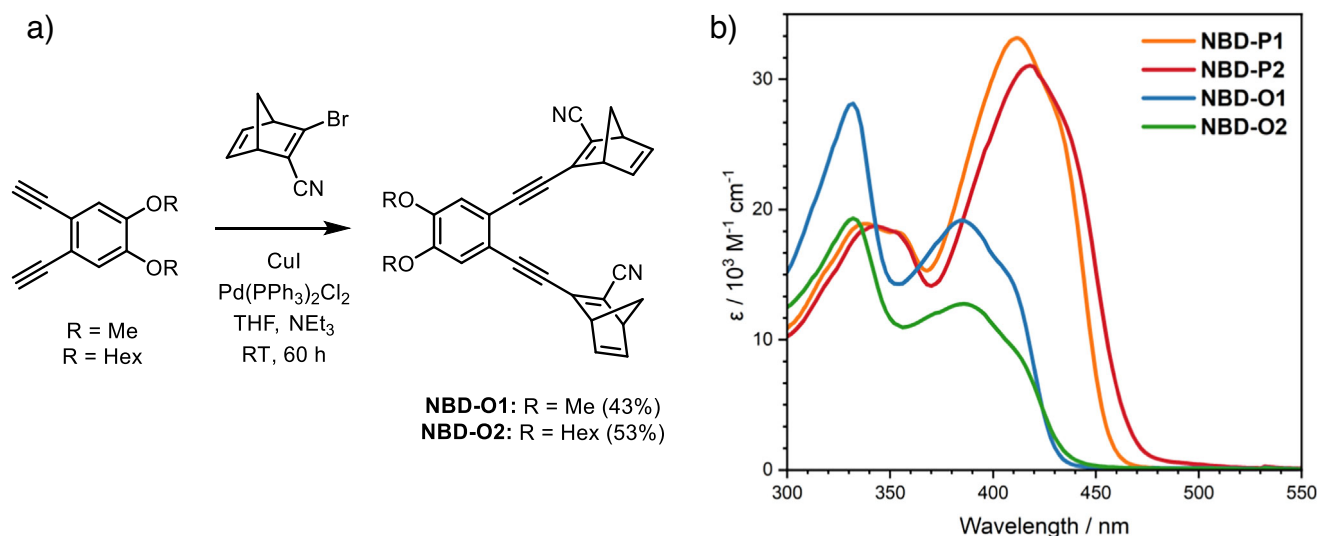 a)
Br
CN
OR
OR
R = Me
R = Hex
CuI
Pd(PPh₃)₂Cl₂
THF, NEt₃
RT, 60 h
NC
RO
RO
CN
NBD-O1: R = Me (43%)
NBD-O2: R = Hex (53%)
b)
NBD-P1
NBD-P2
NBD-O1
NBD-O2
ε / 10³ M⁻¹ cm⁻¹
30
20
10
0
300 350 400 450 500 550
Wavelength / nm